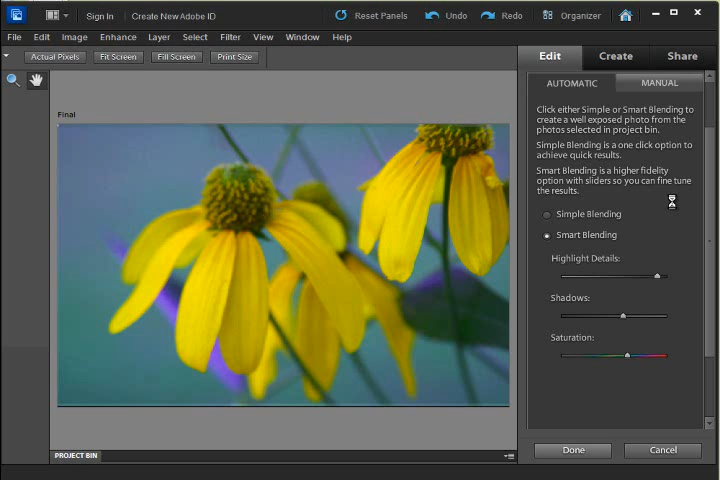 Sign In Create New Adobe ID Reset Panels Undo Redo Organizer
File Edit Image Enhance Layer Select Filter View Window Help
Actual Pixels Fit Screen Fill Screen Print Size
Edit Create Share
AUTOMATIC MANUAL
Final
Click either Simple or Smart Blending to
create a well exposed photo from the
photos selected in project bin.
Simple Blending is a one click option to
achieve quick results.
Smart Blending is a higher fidelity
option with sliders so you can fine tune
the results.
Simple Blending
Smart Blending
Highlight Details:
Shadows:
Saturation:
Done Cancel
PROJECT BIN